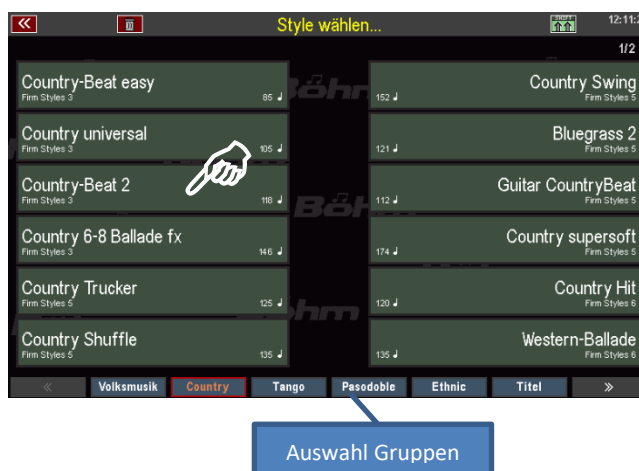 Style wählen...
SHIFT
12:11:2
1/2
Country-Beat easy
Firm Styles 3
85
Country universal
Firm Styles 3
105
Country-Beat 2
Firm Styles 3
118
Country 6-8 Ballade fx
Firm Styles 3
146
Country Trucker
Firm Styles 5
125
Country Shuffle
Firm Styles 5
135
Country Swing
Firm Styles 5
152
Bluegrass 2
Firm Styles 5
121
Guitar CountryBeat
Firm Styles 5
112
Country supersoft
Firm Styles 5
174
Country Hit
Firm Styles 6
120
Western-Ballade
Firm Styles 6
135
Böhm
« Volksmusik Country Tango Pasodoble Ethnic Titel »
Auswahl Gruppen